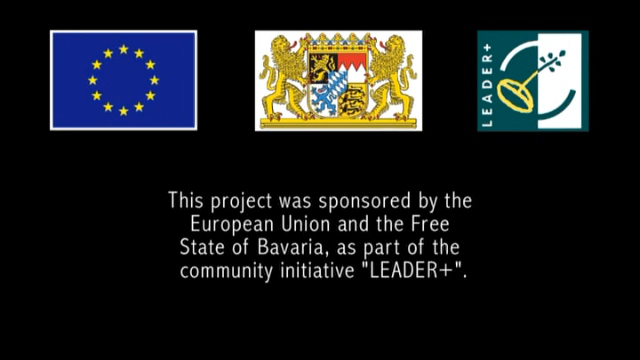 LEADER+
This project was sponsored by the
European Union and the Free
State of Bavaria, as part of the
community initiative "LEADER+".